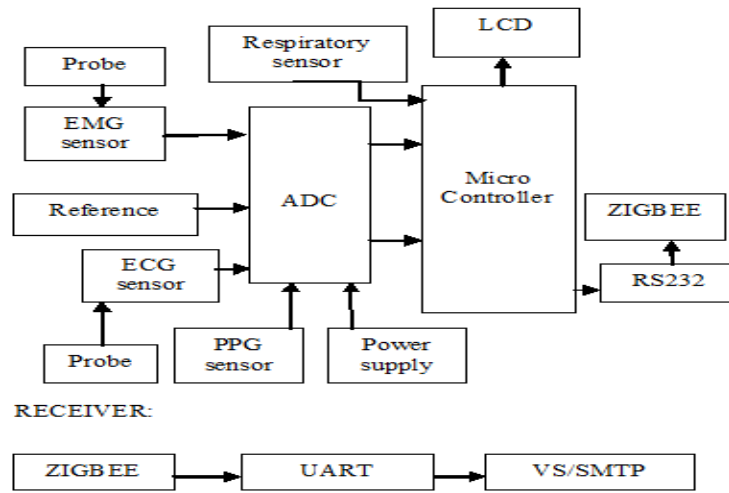 LCD
Respiratory
sensor
Probe
EMG
sensor
ADC
Micro
Controller
Reference
ZIGBEE
ECG
sensor
RS232
Probe
PPG
sensor
Power
supply
RECEIVER:
ZIGBEE
UART
VS/SMTP